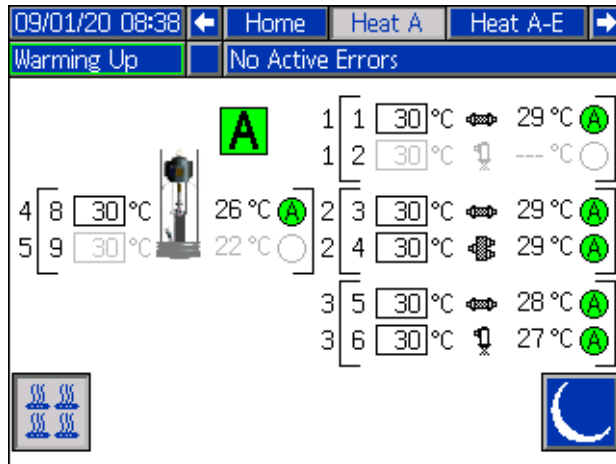 09/01/20 08:38 Home Heat A Heat A-E
Warming Up No Active Errors
A
1 1 30 °C 29 °C A
1 2 30 °C --- °C
4 8 30 °C 26 °C A 2 3 30 °C 29 °C A
5 9 30 °C 22 °C 2 4 30 °C 29 °C A
3 5 30 °C 28 °C A
3 6 30 °C 27 °C A